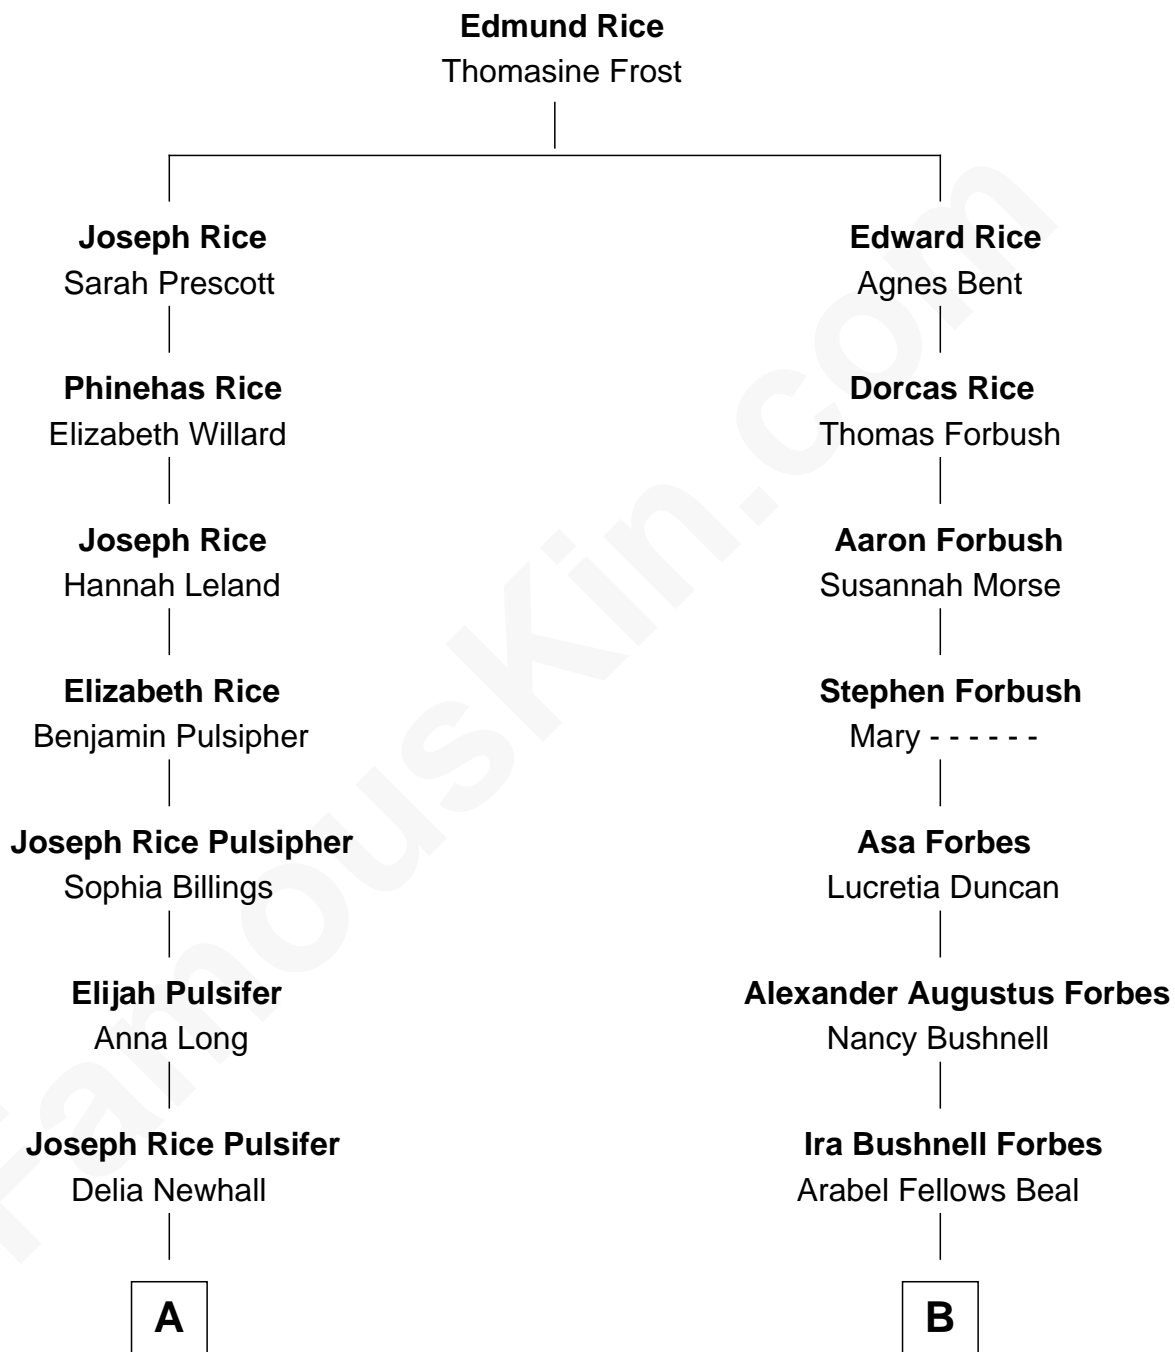 Edmund Rice
Thomasine Frost
Joseph Rice
Sarah Prescott
Edward Rice
Agnes Bent
Phinehas Rice
Elizabeth Willard
Dorcas Rice
Thomas Forbush
Joseph Rice
Hannah Leland
Aaron Forbush
Susannah Morse
Elizabeth Rice
Benjamin Pulsipher
Stephen Forbush
Mary - - - - - -
Joseph Rice Pulsipher
Sophia Billings
Asa Forbes
Lucretia Duncan
Elijah Pulsifer
Anna Long
Alexander Augustus Forbes
Nancy Bushnell
Joseph Rice Pulsifer
Delia Newhall
Ira Bushnell Forbes
Arabel Fellows Beal
A
B
FamousKin.com